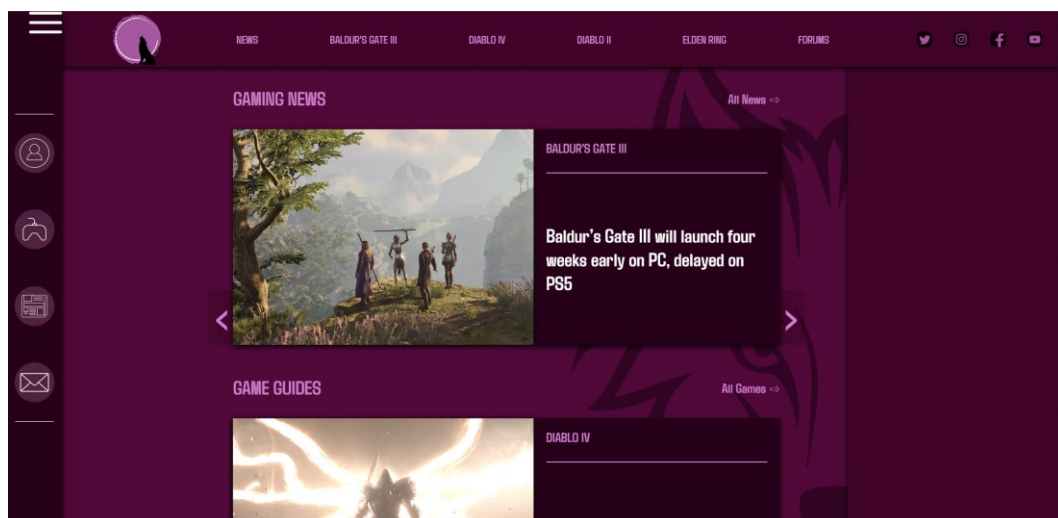 NEWS BALDUR'S GATE III DIABLO IV DIABLO II ELDEN RING FORUMS
GAMING NEWS All News ⇨
BALDUR'S GATE III
Baldur's Gate III will launch four
weeks early on PC, delayed on
PS5
GAME GUIDES All Games ⇨
DIABLO IV